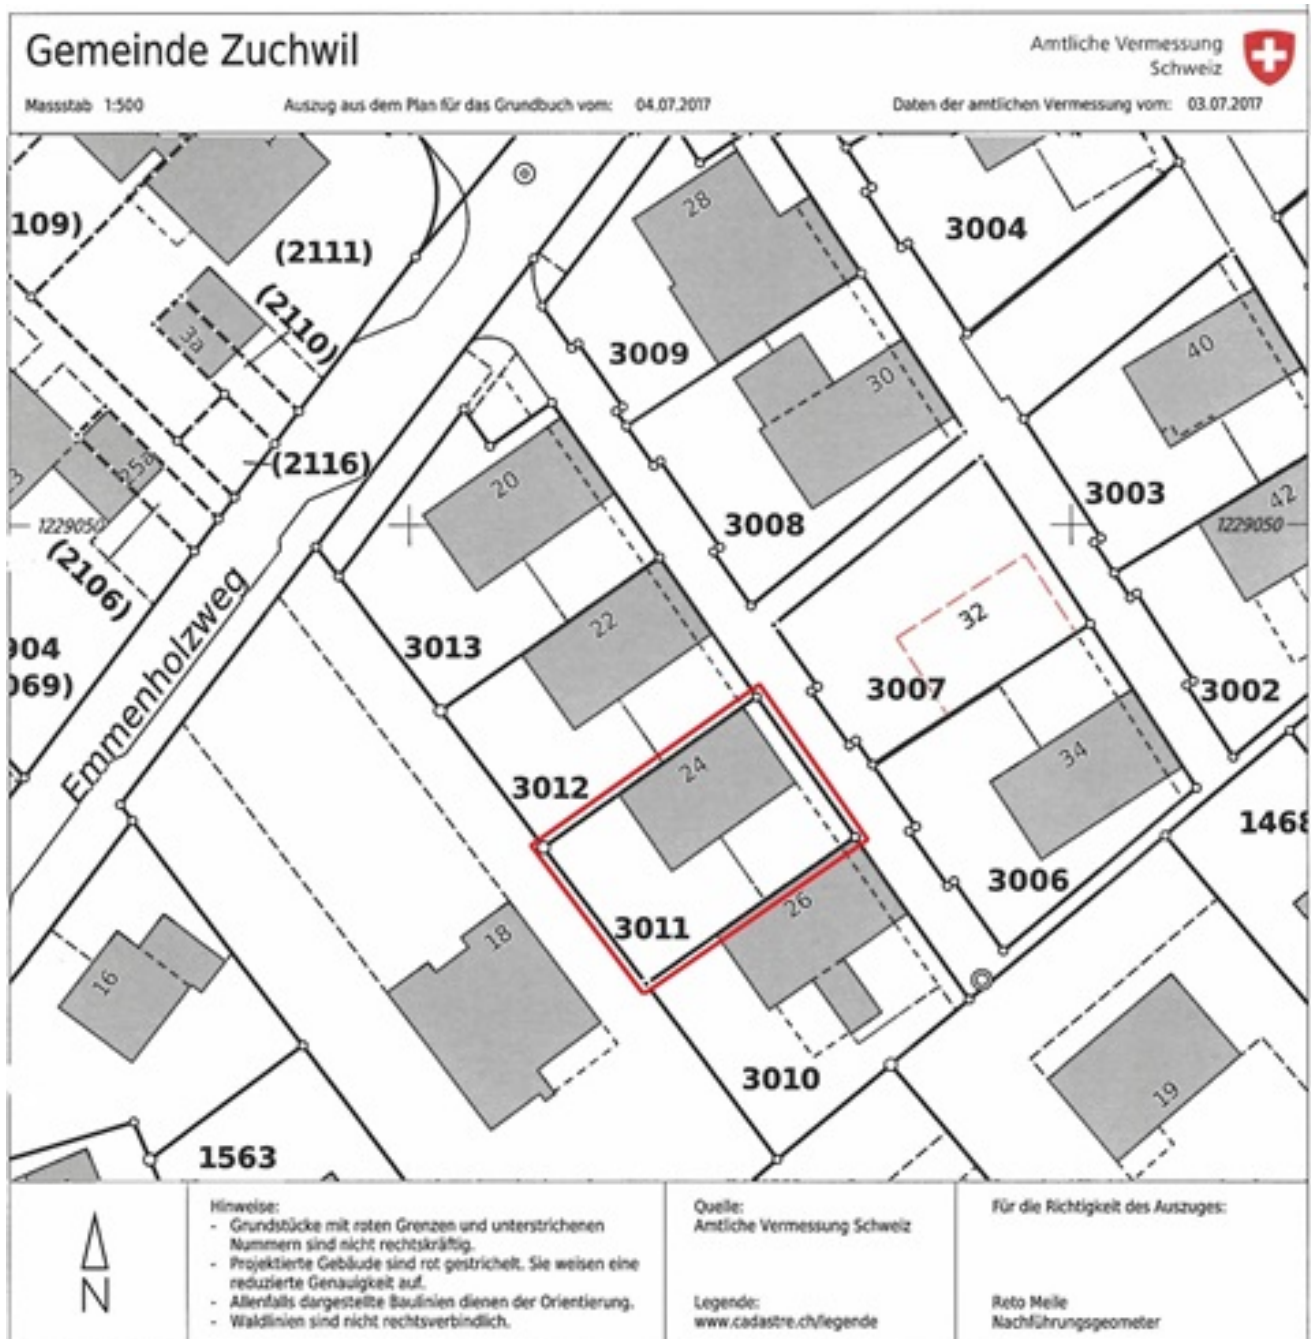 Gemeinde Zuchwil
Amtliche Vermessung
Schweiz
Massstab 1:500
Auszug aus dem Plan für das Grundbuch vom: 04.07.2017
Daten der amtlichen Vermessung vom: 03.07.2017
28
3004
109)
(2111)
(2110)
3a
3009
30
40
(2116)
25a
20
3003
42
3008
1229050
1229050
(2106)
Emmenholzweg
22
32
3013
904
069)
3007
3002
24
34
3012
1468
3006
26
3011
18
16
3010
19
1563
N
Hinweise:
- Grundstücke mit roten Grenzen und unterstrichenen
Nummern sind nicht rechtskräftig.
- Projektierte Gebäude sind rot gestrichelt. Sie weisen eine
reduzierte Genauigkeit auf.
- Allenfalls dargestellte Baulinien dienen der Orientierung.
- Waldlinien sind nicht rechtsverbindlich.
Quelle:
Amtliche Vermessung Schweiz
Legende:
www.cadastre.ch/legende
Für die Richtigkeit des Auszuges:
Reto Meile
Nachführungsgeometer